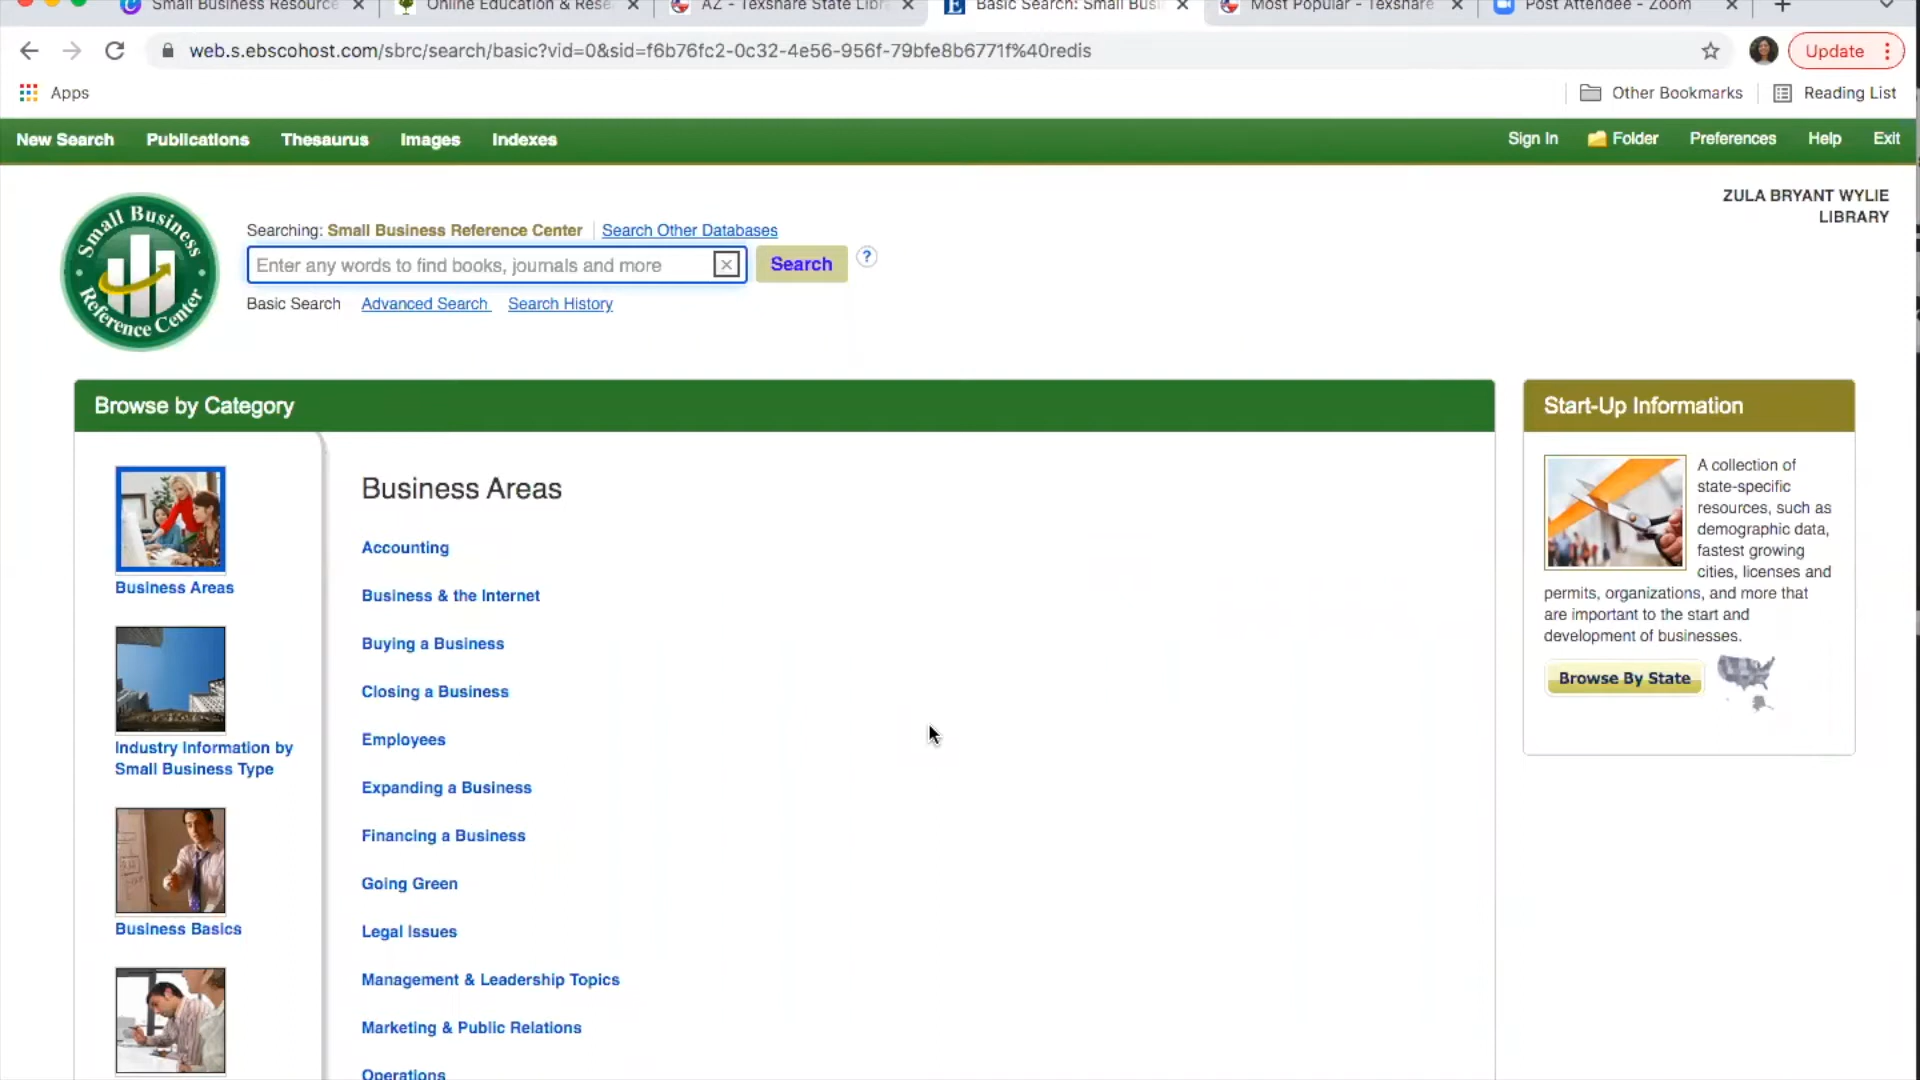 Small Business Resource
Online Education & Rese
AZ - Texshare State Libr
Basic Search: Small Busi
Most Popular - Texshare
Post Attendee - Zoom
web.s.ebscohost.com/sbrc/search/basic?vid=0&sid=f6b76fc2-0c32-4e56-956f-79bfe8b6771f%40redis
Update
Apps
Other Bookmarks
Reading List
New Search Publications Thesaurus Images Indexes
Sign In Folder Preferences Help Exit
ZULA BRYANT WYLIE
LIBRARY
Small Business
Reference Center
Searching: Small Business Reference Center Search Other Databases
Enter any words to find books, journals and more
Search
?
Basic Search Advanced Search Search History
Browse by Category
Business Areas
Industry Information by
Small Business Type
Business Basics
Business Areas
Accounting
Business & the Internet
Buying a Business
Closing a Business
Employees
Expanding a Business
Financing a Business
Going Green
Legal Issues
Management & Leadership Topics
Marketing & Public Relations
Operations
Start-Up Information
A collection of
state-specific
resources, such as
demographic data,
fastest growing
cities, licenses and
permits, organizations, and more that
are important to the start and
development of businesses.
Browse By State